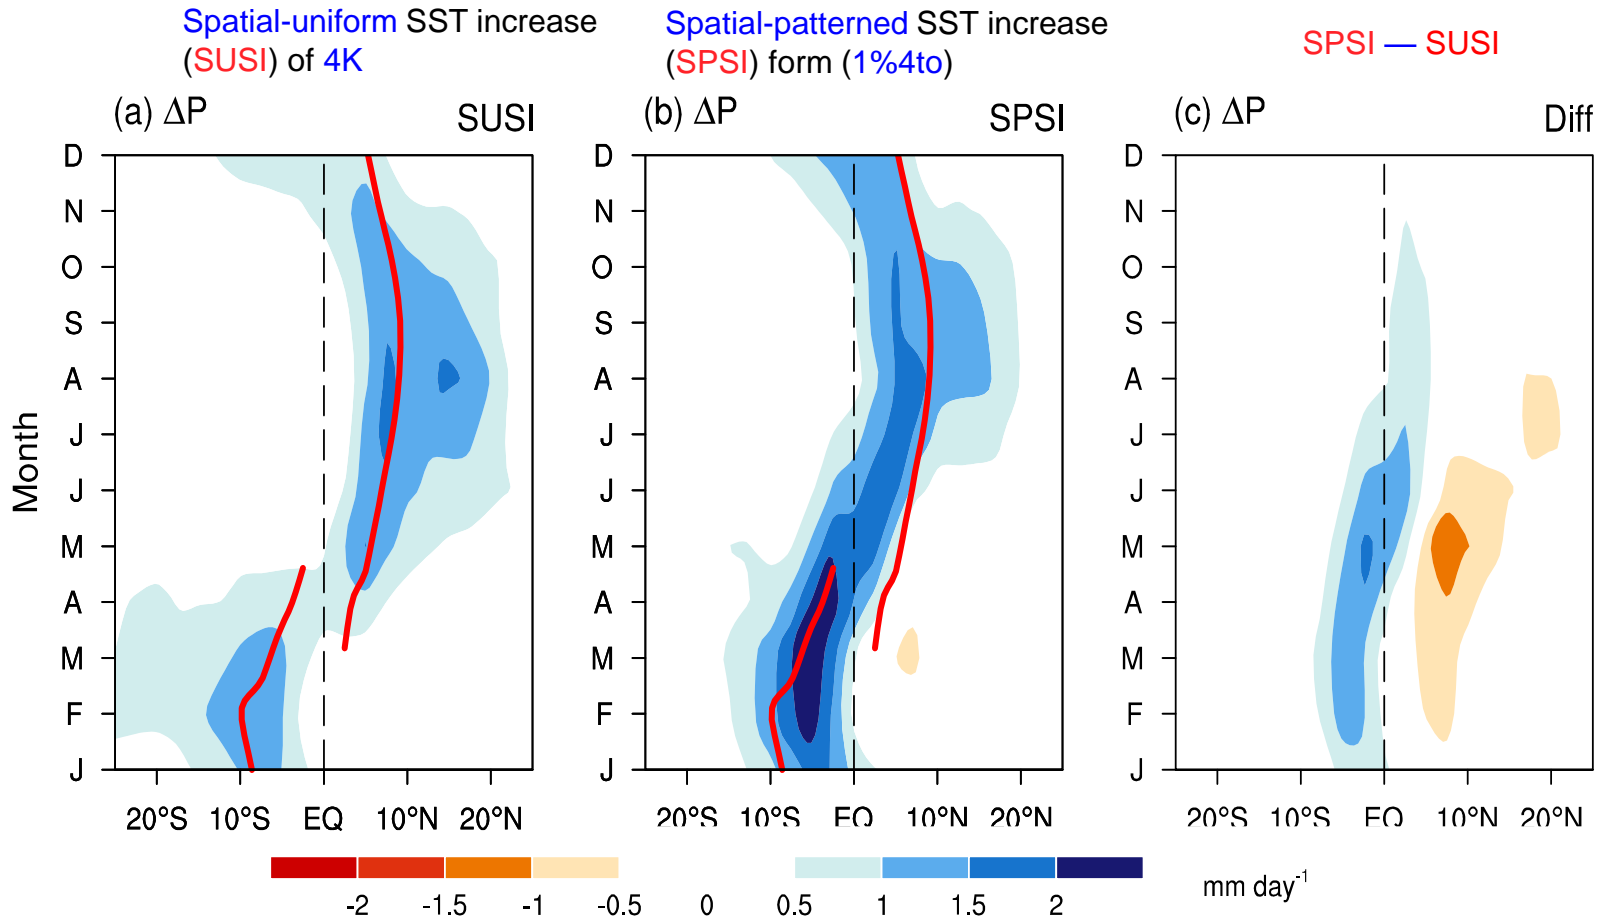 Spatial-uniform SST increase
(SUSI) of 4K
Spatial-patterned SST increase
(SPSI) form (1%4to)
SPSI — SUSI
(a) ΔP SUSI
(b) ΔP SPSI
(c) ΔP Diff
Month
D
N
O
S
A
J
J
M
A
M
F
J
D
N
O
S
A
J
J
M
A
M
F
J
D
N
O
S
A
J
J
M
A
M
F
J
20°S 10°S EQ 10°N 20°N
20°S 10°S EQ 10°N 20°N
20°S 10°S EQ 10°N 20°N
-2 -1.5 -1 -0.5 0 0.5 1 1.5 2
mm day⁻¹